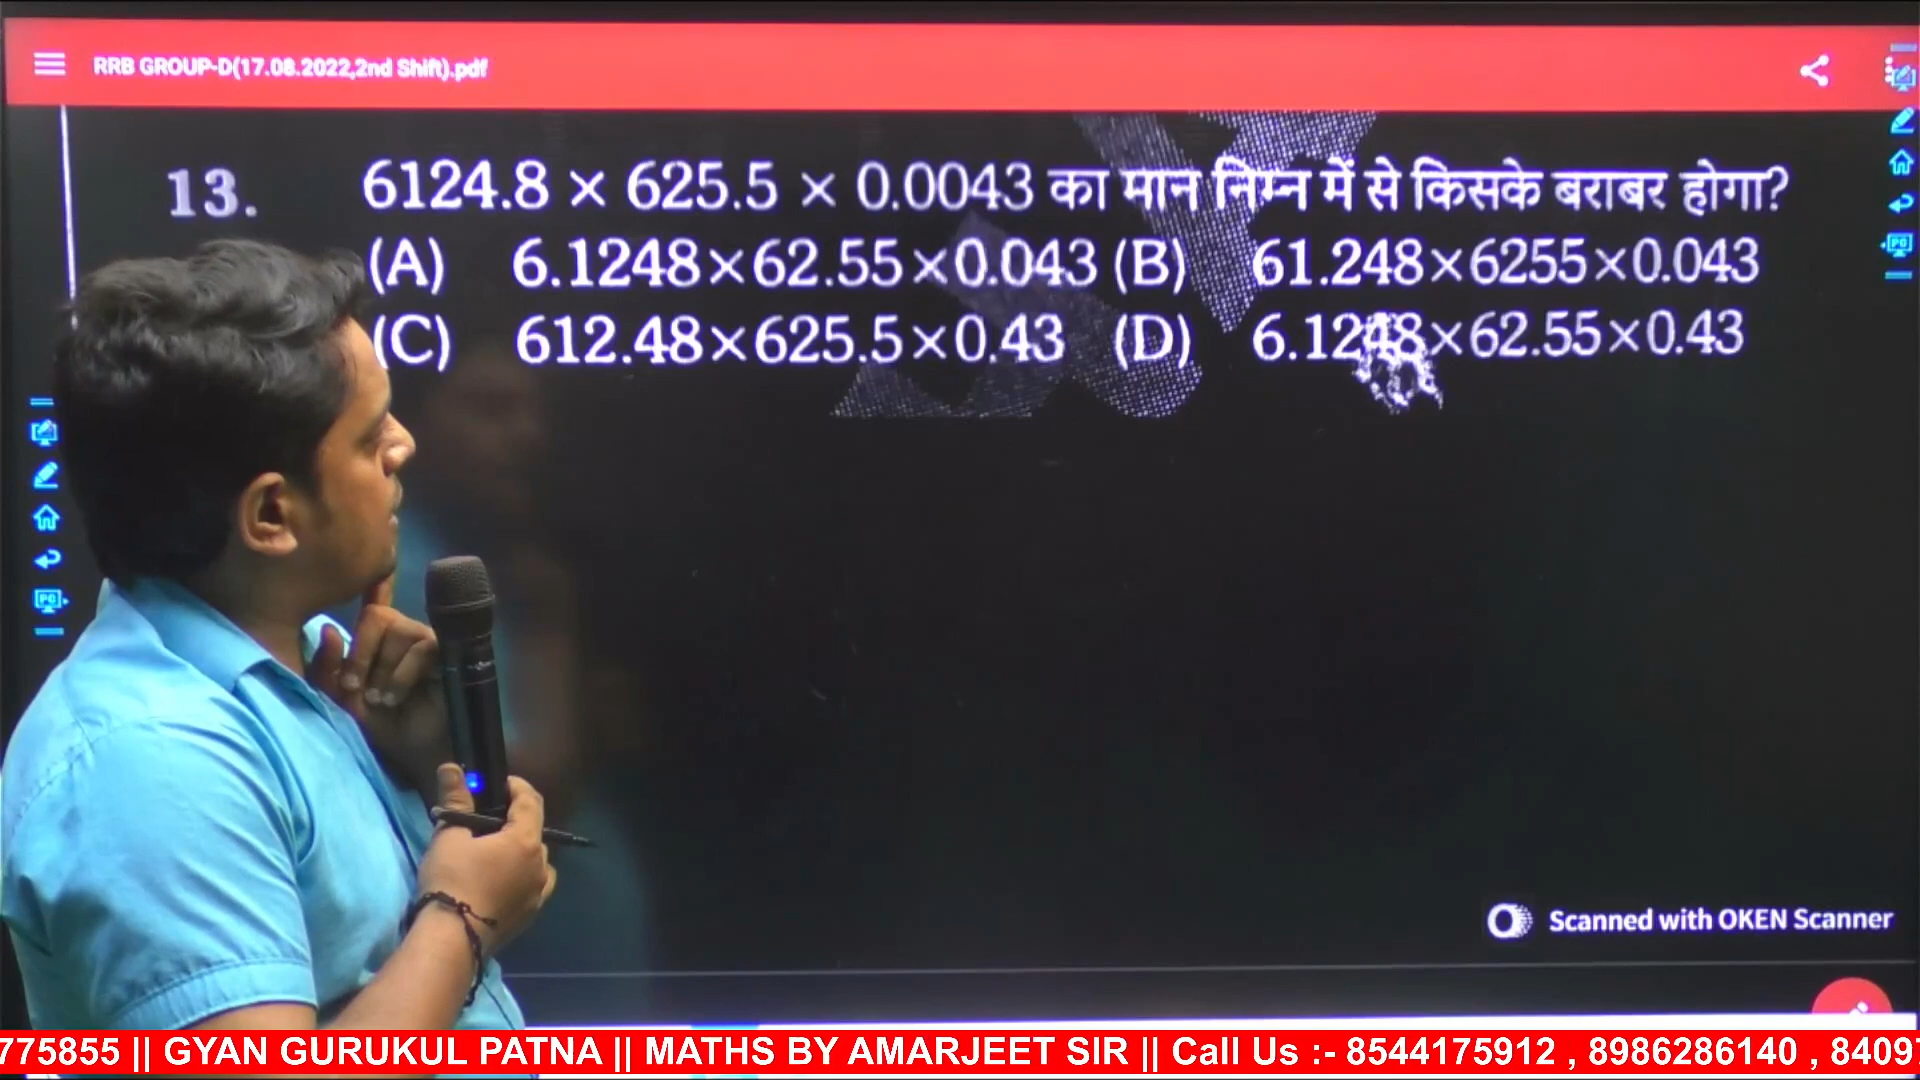 RRB GROUP-D(17.08.2022,2nd Shift).pdf
13. 6124.8 × 625.5 × 0.0043 का मान निम्न में से किसके बराबर होगा?
(A) 6.1248×62.55×0.043 (B) 61.248×6255×0.043
(C) 612.48×625.5×0.43 (D) 6.1248×62.55×0.43
Scanned with OKEN Scanner
775855 || GYAN GURUKUL PATNA || MATHS BY AMARJEET SIR || Call Us :- 8544175912 , 8986286140 , 8409